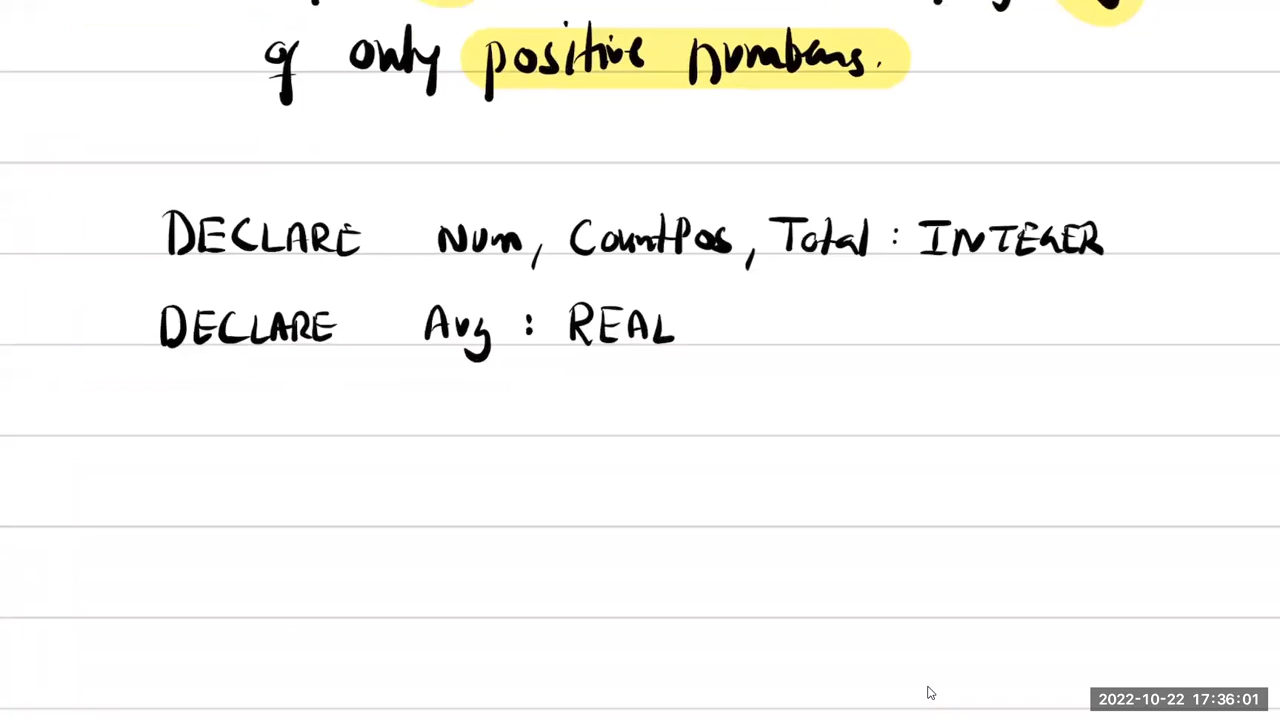 of only positive numbers.
DECLARE Num, CountPos, Total : INTEGER
DECLARE Avg : REAL
2022-10-22 17:36:01